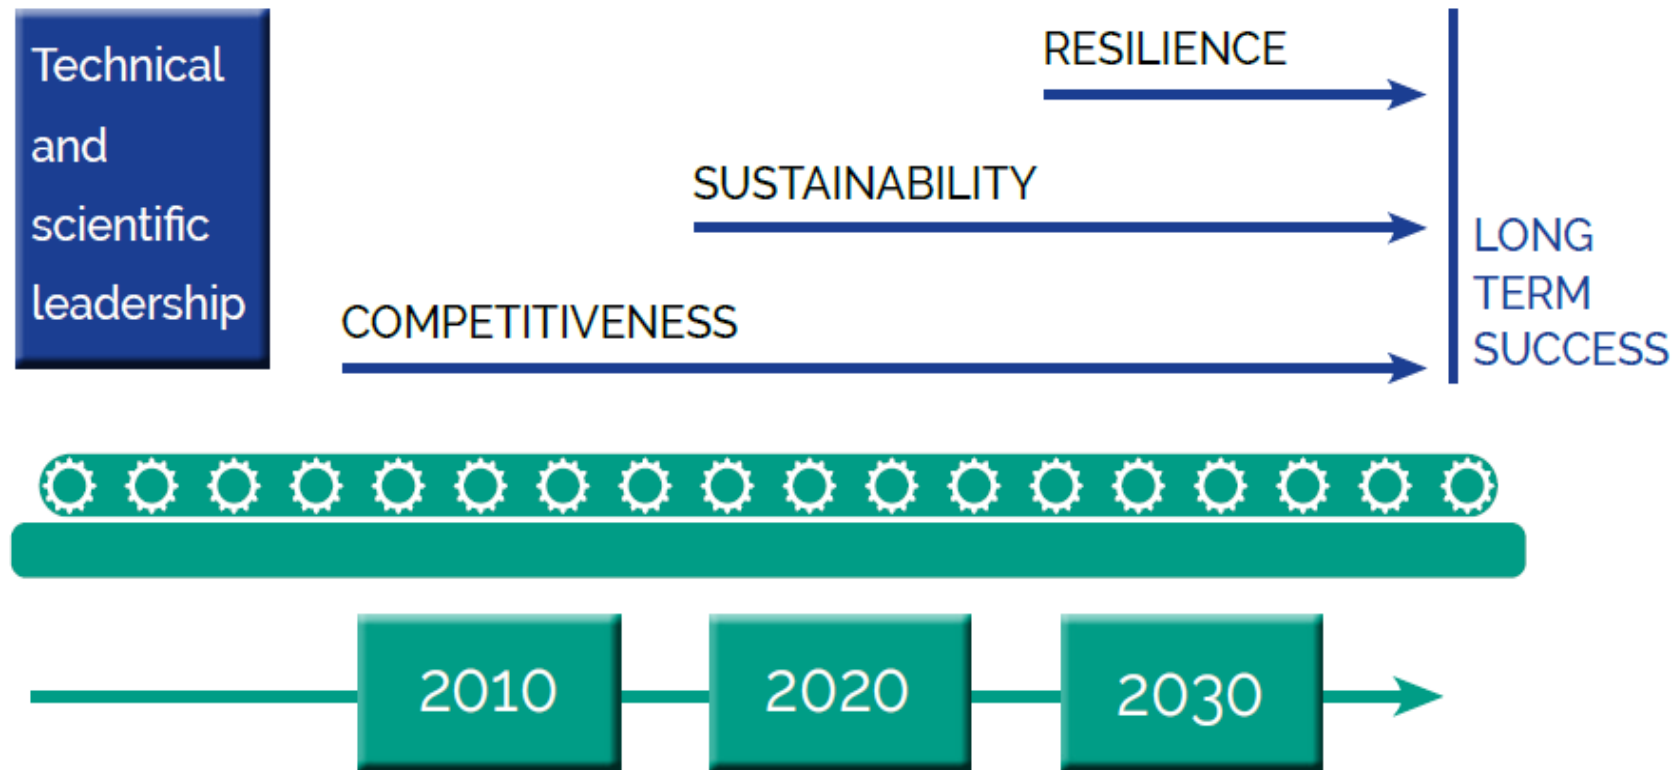 Technical
and
scientific
leadership
RESILIENCE
SUSTAINABILITY
COMPETITIVENESS
LONG
TERM
SUCCESS
2010
2020
2030